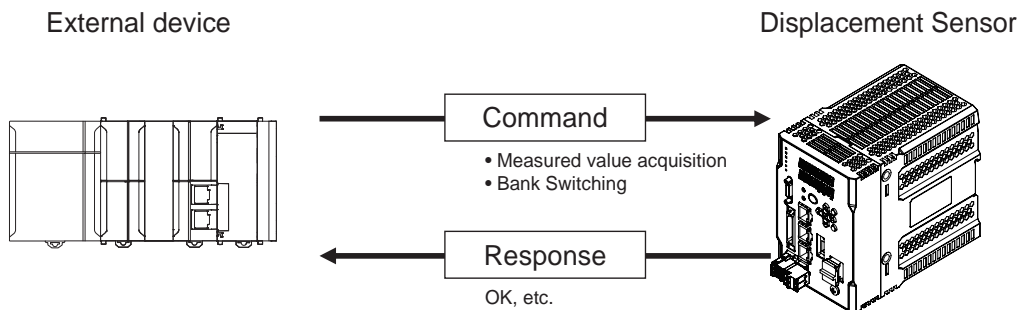 External device
Displacement Sensor
Command
• Measured value acquisition
• Bank Switching
Response
OK, etc.